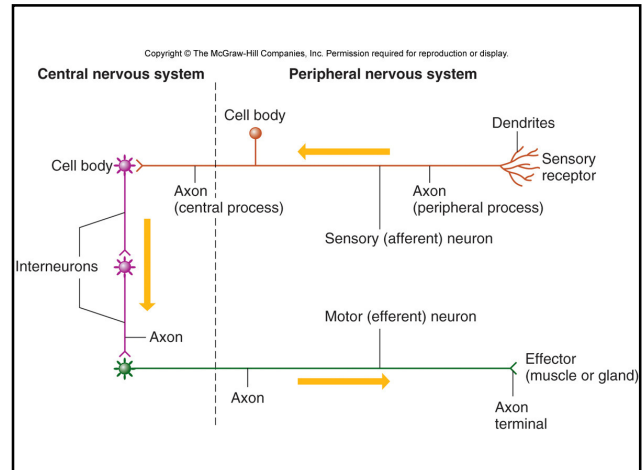 Copyright © The McGraw-Hill Companies, Inc. Permission required for reproduction or display.
Central nervous system
Peripheral nervous system
Cell body
Dendrites
Cell body
Sensory
receptor
Axon
(central process)
Axon
(peripheral process)
Sensory (afferent) neuron
Interneurons
Motor (efferent) neuron
Axon
Effector
(muscle or gland)
Axon
Axon
terminal